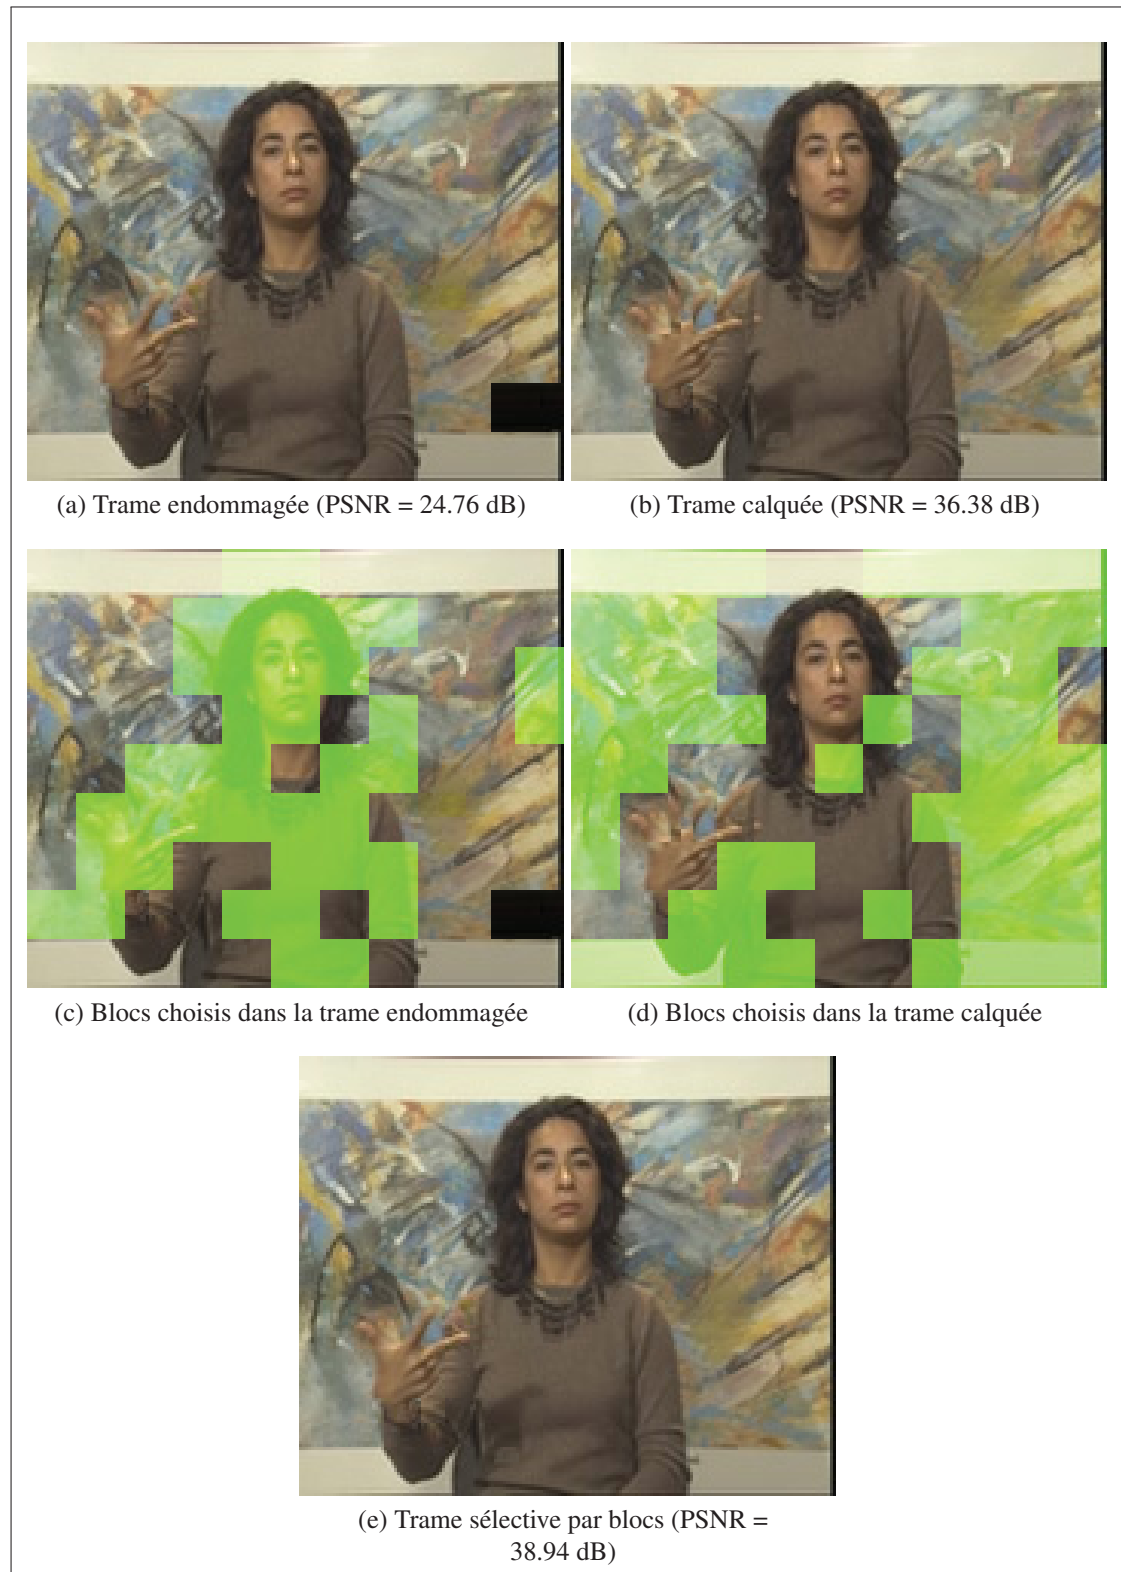 (a) Trame endommagée (PSNR = 24.76 dB)
(b) Trame calquée (PSNR = 36.38 dB)
(c) Blocs choisis dans la trame endommagée
(d) Blocs choisis dans la trame calquée
(e) Trame sélective par blocs (PSNR =
38.94 dB)